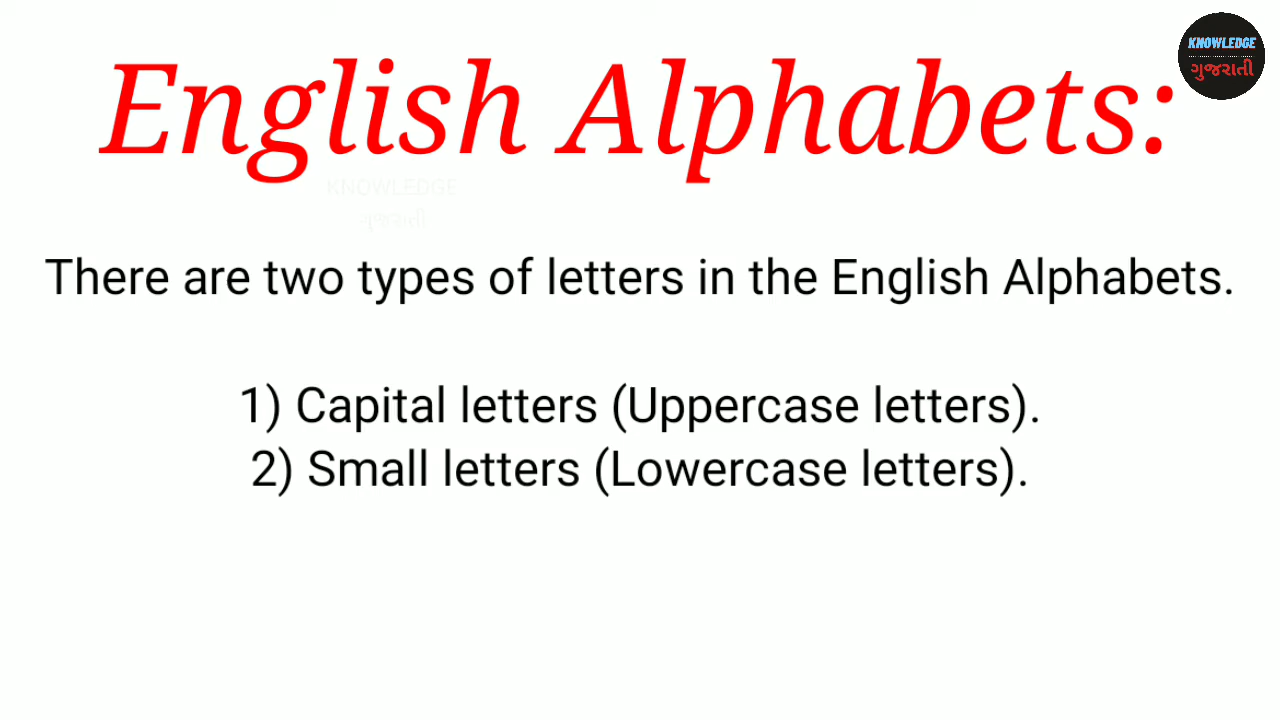 KNOWLEDGE
ગુજરાતી
English Alphabets:
KNOWLEDGE
ગુજરાતી
There are two types of letters in the English Alphabets.
1) Capital letters (Uppercase letters).
2) Small letters (Lowercase letters).